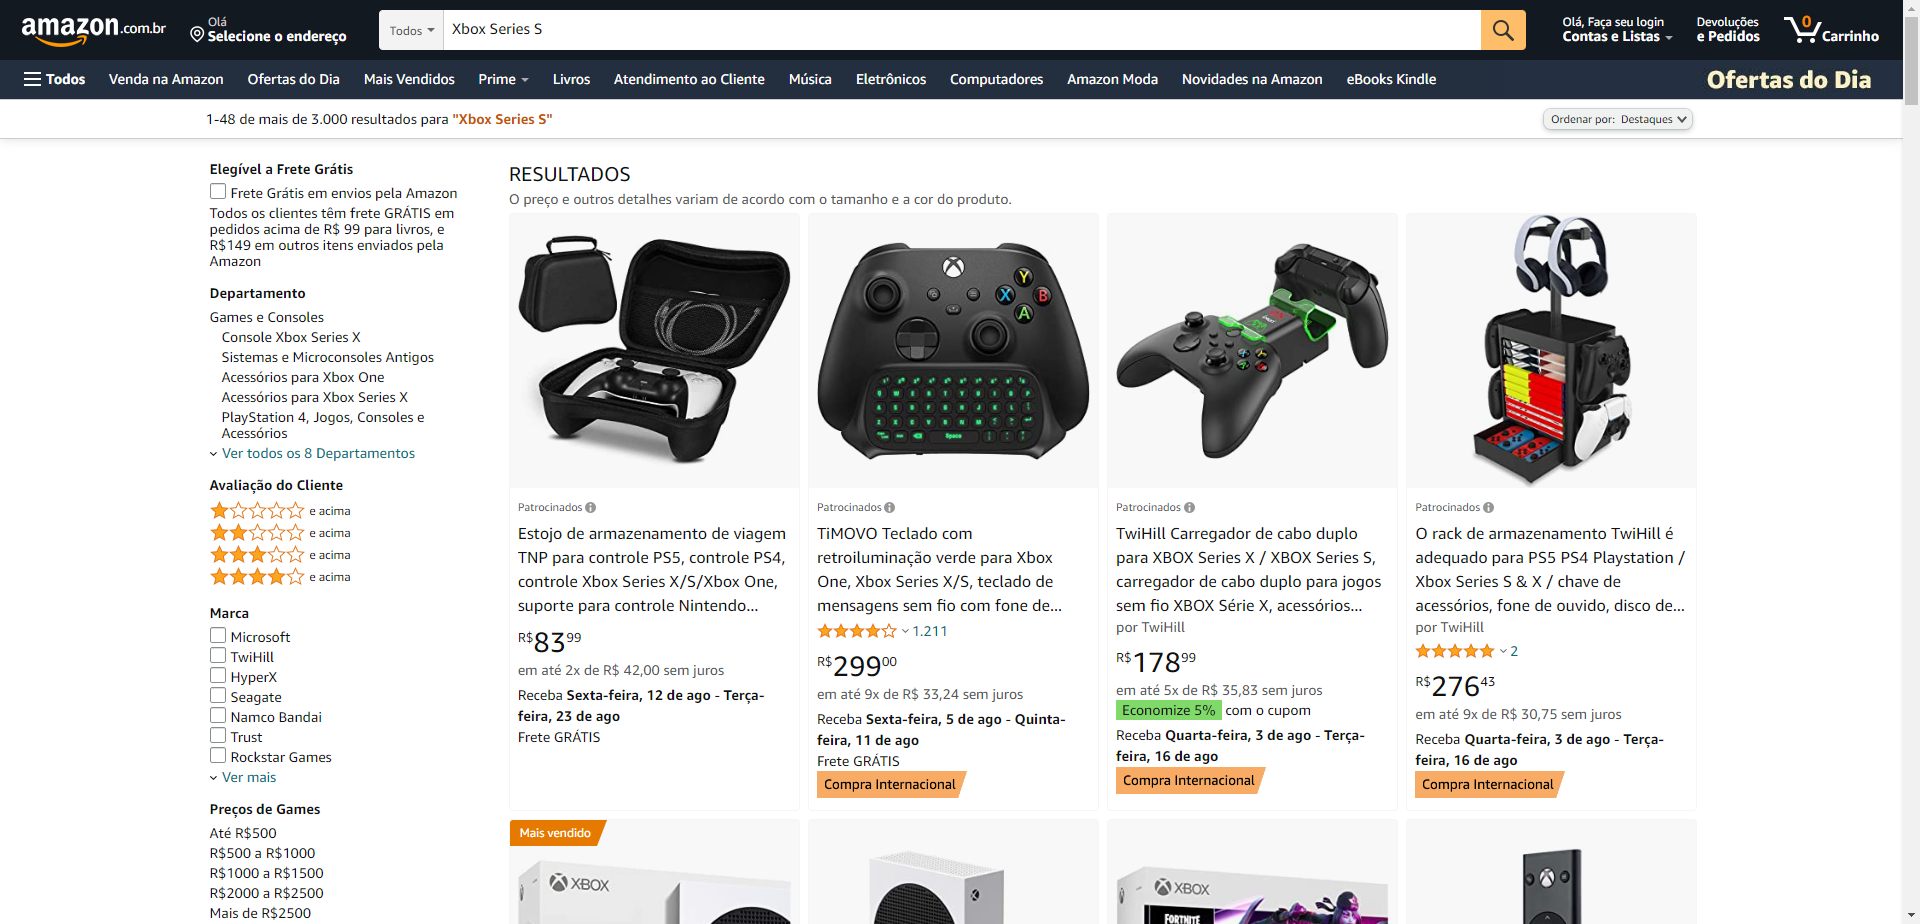 amazon.com.br
Olá
Selecione o endereço
Todos
Xbox Series S
Olá, Faça seu login
Contas e Listas
Devoluções
e Pedidos
0
Carrinho
Todos
Venda na Amazon
Ofertas do Dia
Mais Vendidos
Prime
Livros
Atendimento ao Cliente
Música
Eletrônicos
Computadores
Amazon Moda
Novidades na Amazon
eBooks Kindle
Ofertas do Dia
1-48 de mais de 3.000 resultados para "Xbox Series S"
Ordenar por: Destaques
Elegível a Frete Grátis
Frete Grátis em envios pela Amazon
Todos os clientes têm frete GRÁTIS em
pedidos acima de R$ 99 para livros, e
R$149 em outros itens enviados pela
Amazon
Departamento
Games e Consoles
Console Xbox Series X
Sistemas e Microconsoles Antigos
Acessórios para Xbox One
Acessórios para Xbox Series X
PlayStation 4, Jogos, Consoles e
Acessórios
Ver todos os 8 Departamentos
Avaliação do Cliente
e acima
e acima
e acima
e acima
Marca
Microsoft
TwiHill
HyperX
Seagate
Namco Bandai
Trust
Rockstar Games
Ver mais
Preços de Games
Até R$500
R$500 a R$1000
R$1000 a R$1500
R$2000 a R$2500
Mais de R$2500
RESULTADOS
O preço e outros detalhes variam de acordo com o tamanho e a cor do produto.
Patrocinados
Estojo de armazenamento de viagem
TNP para controle PS5, controle PS4,
controle Xbox Series X/S/Xbox One,
suporte para controle Nintendo...
R$8399
em até 2x de R$ 42,00 sem juros
Receba Sexta-feira, 12 de ago - Terça-
feira, 23 de ago
Frete GRÁTIS
Y
X
B
A
Space
Patrocinados
TiMOVO Teclado com
retroiluminação verde para Xbox
One, Xbox Series X/S, teclado de
mensagens sem fio com fone de...
1.211
R$29900
em até 9x de R$ 33,24 sem juros
Receba Sexta-feira, 5 de ago - Quinta-
feira, 11 de ago
Frete GRÁTIS
Compra Internacional
Patrocinados
TwiHill Carregador de cabo duplo
para XBOX Series X / XBOX Series S,
carregador de cabo duplo para jogos
sem fio XBOX Série X, acessórios...
por TwiHill
R$17899
em até 5x de R$ 35,83 sem juros
Economize 5% com o cupom
Receba Quarta-feira, 3 de ago - Terça-
feira, 16 de ago
Compra Internacional
Patrocinados
O rack de armazenamento TwiHill é
adequado para PS5 PS4 Playstation /
Xbox Series S & X / chave de
acessórios, fone de ouvido, disco de...
por TwiHill
2
R$27643
em até 9x de R$ 30,75 sem juros
Receba Quarta-feira, 3 de ago - Terça-
feira, 16 de ago
Compra Internacional
Mais vendido
XBOX
XBOX
FORTNITE